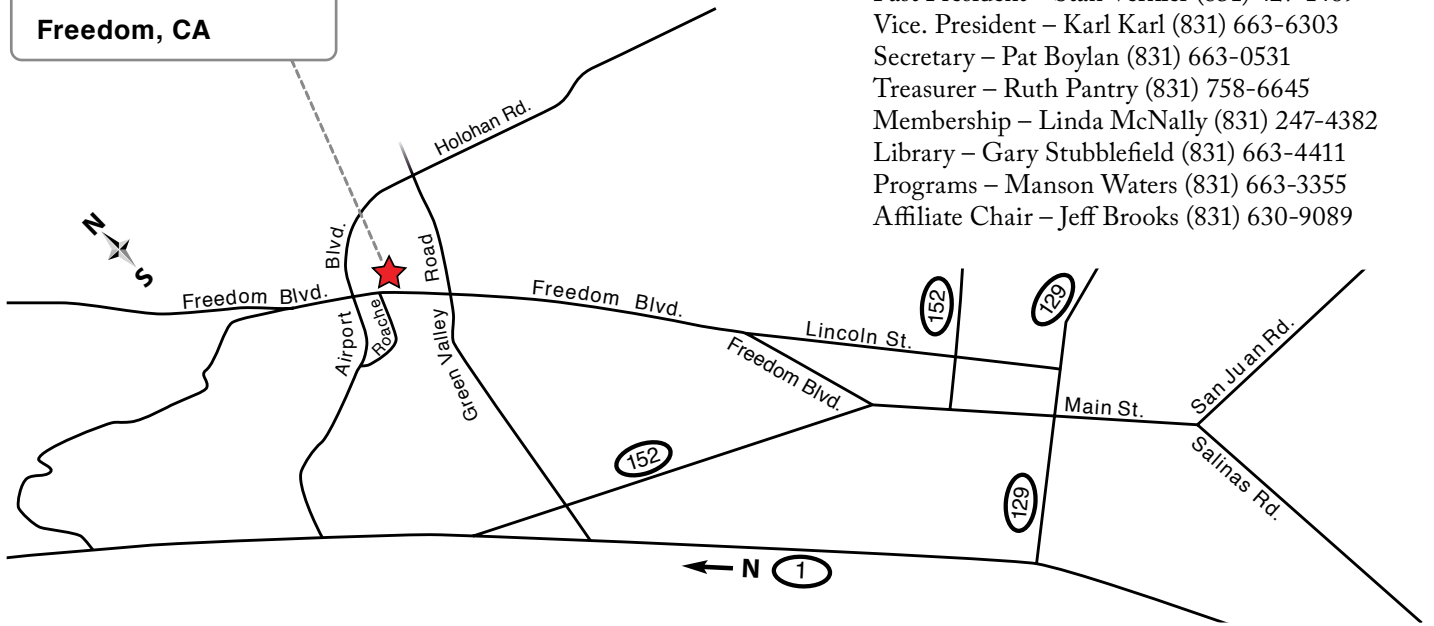 Freedom, CA
Vice. President – Karl Karl (831) 663-6303
Secretary – Pat Boylan (831) 663-0531
Treasurer – Ruth Pantry (831) 758-6645
Membership – Linda McNally (831) 247-4382
Library – Gary Stubblefield (831) 663-4411
Programs – Manson Waters (831) 663-3355
Affiliate Chair – Jeff Brooks (831) 630-9089
Holohan Rd.
N
S
Blvd.
Road
Freedom Blvd.
Freedom Blvd.
152
129
Airport
Roache
Green Valley
Lincoln St.
Freedom Blvd.
Main St.
San Juan Rd.
Salinas Rd.
152
129
N
1